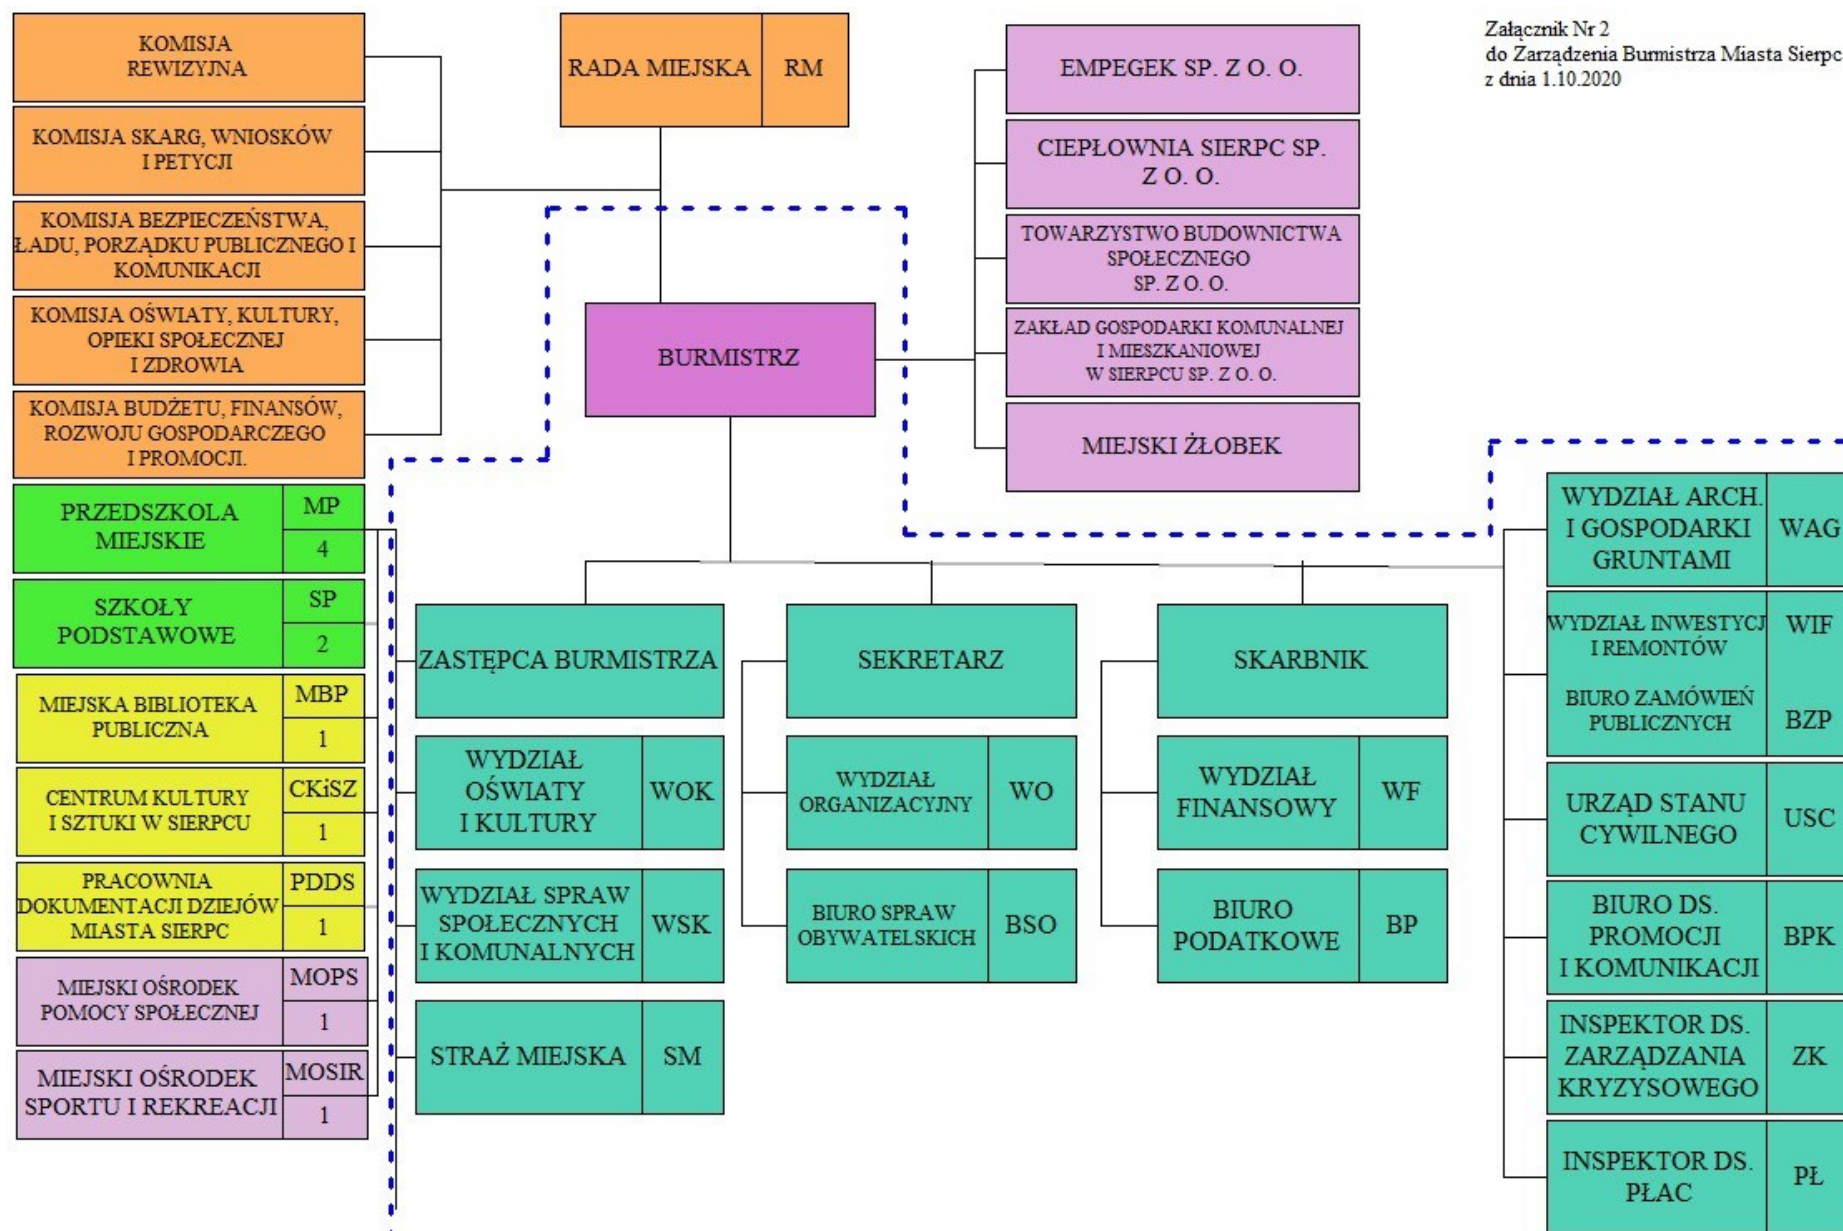 KOMISJA
REWIZYJNA
KOMISJA SKARG, WNIOSKÓW
I PETYCJI
KOMISJA BEZPIECZEŃSTWA,
ŁADU, PORZĄDKU PUBLICZNEGO I
KOMUNIKACJI
KOMISJA OŚWIATY, KULTURY,
OPIEKI SPOŁECZNEJ
I ZDROWIA
KOMISJA BUDŻETU, FINANSÓW,
ROZWOJU GOSPODARCZEGO
I PROMOCJI.
RADA MIEJSKA
RM
BURMISTRZ
EMPEGEK SP. Z O. O.
CIEPŁOWNIA SIERPC SP.
Z O. O.
TOWARZYSTWO BUDOWNICTWA
SPOŁECZNEGO
SP. Z O. O.
ZAKŁAD GOSPODARKI KOMUNALNEJ
I MIESZKANIOWEJ
W SIERPCU SP. Z O. O.
MIEJSKI ŻŁOBEK
Załącznik Nr 2
do Zarządzenia Burmistrza Miasta Sierpc
z dnia 1.10.2020
PRZEDSZKOLA
MIEJSKIE
MP
4
SZKOŁY
PODSTAWOWE
SP
2
MIEJSKA BIBLIOTEKA
PUBLICZNA
MBP
1
CENTRUM KULTURY
I SZTUKI W SIERPCU
CKiSZ
1
PRACOWNIA
DOKUMENTACJI DZIEJÓW
MIASTA SIERPC
PDDS
1
MIEJSKI OŚRODEK
POMOCY SPOŁECZNEJ
MOPS
1
MIEJSKI OŚRODEK
SPORTU I REKREACJI
MOSIR
1
ZASTĘPCA BURMISTRZA
WYDZIAŁ
OŚWIATY
I KULTURY
WOK
WYDZIAŁ SPRAW
SPOŁECZNYCH
I KOMUNALNYCH
WSK
STRAŻ MIEJSKA
SM
SEKRETARZ
WYDZIAŁ
ORGANIZACYJNY
WO
BIURO SPRAW
OBYWATELSKICH
BSO
SKARBNIK
WYDZIAŁ
FINANSOWY
WF
BIURO
PODATKOWE
BP
WYDZIAŁ ARCH.
I GOSPODARKI
GRUNTAMI
WAG
WYDZIAŁ INWESTYCJ
I REMONTÓW
WIF
BIURO ZAMÓWIEŃ
PUBLICZNYCH
BZP
URZĄD STANU
CYWILNEGO
USC
BIURO DS.
PROMOCJI
I KOMUNIKACJI
BPK
INSPEKTOR DS.
ZARZĄDZANIA
KRYZYSOWEGO
ZK
INSPEKTOR DS.
PŁAC
PŁ